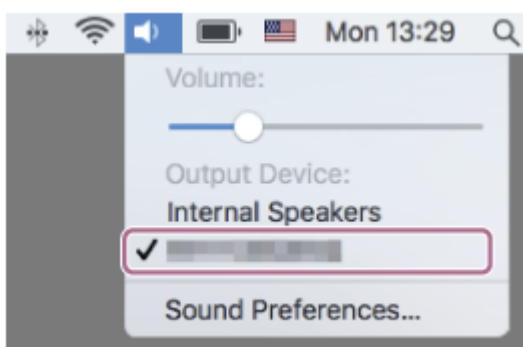 Mon 13:29
Volume:
Output Device:
Internal Speakers
Sound Preferences...